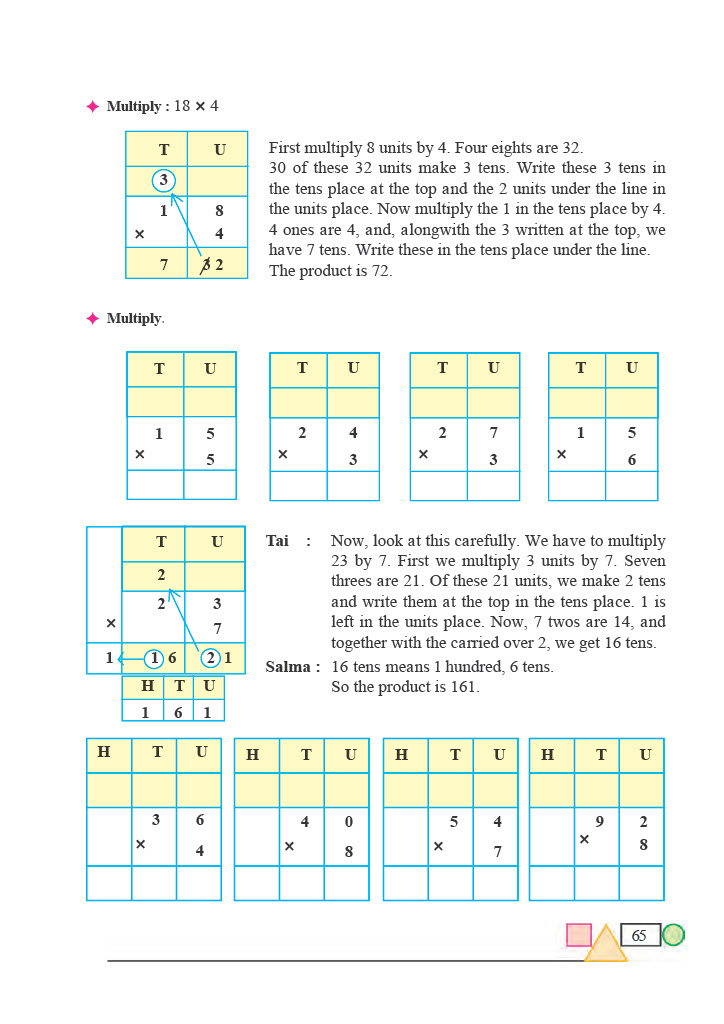 Multiply : 18 × 4
T U
3
1 8
× 4
7 3 2
First multiply 8 units by 4. Four eights are 32.
30 of these 32 units make 3 tens. Write these 3 tens in
the tens place at the top and the 2 units under the line in
the units place. Now multiply the 1 in the tens place by 4.
4 ones are 4, and, alongwith the 3 written at the top, we
have 7 tens. Write these in the tens place under the line.
The product is 72.
Multiply.
T U
1 5
× 5
T U
2 4
× 3
T U
2 7
× 3
T U
1 5
× 6
T U
2
2 3
× 7
1 1 6 2 1
H T U
1 6 1
Tai : Now, look at this carefully. We have to multiply
23 by 7. First we multiply 3 units by 7. Seven
threes are 21. Of these 21 units, we make 2 tens
and write them at the top in the tens place. 1 is
left in the units place. Now, 7 twos are 14, and
together with the carried over 2, we get 16 tens.
Salma : 16 tens means 1 hundred, 6 tens.
So the product is 161.
H T U
3 6
× 4
H T U
4 0
× 8
H T U
5 4
× 7
H T U
9 2
× 8
65